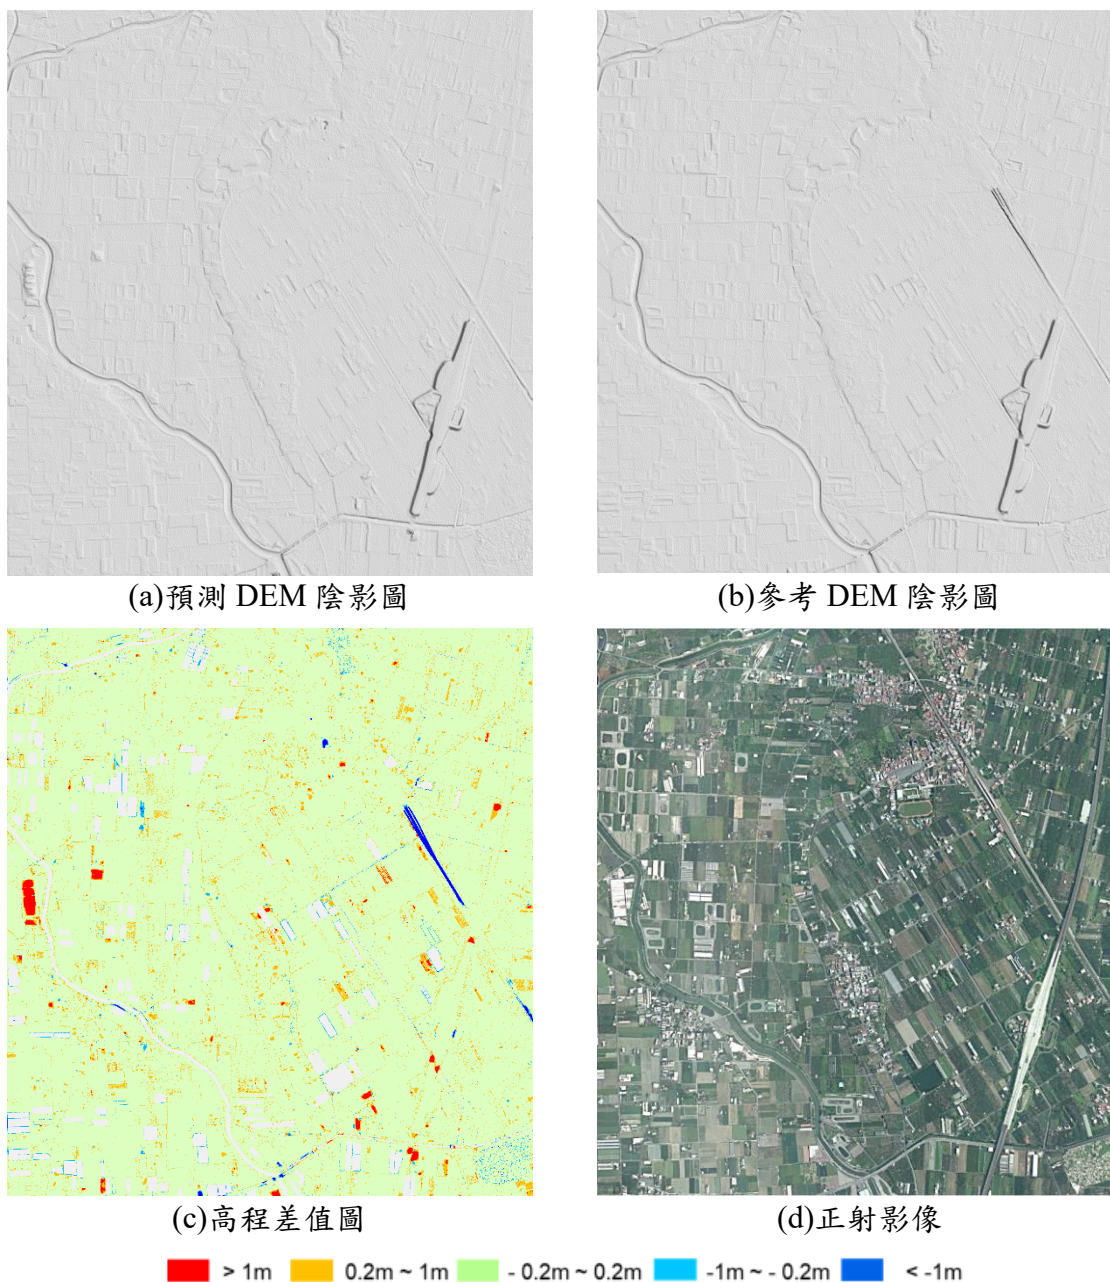 (a)預測 DEM 陰影圖
(b)參考 DEM 陰影圖
(c)高程差值圖
(d)正射影像
> 1m 0.2m ~ 1m - 0.2m ~ 0.2m -1m ~ - 0.2m < -1m